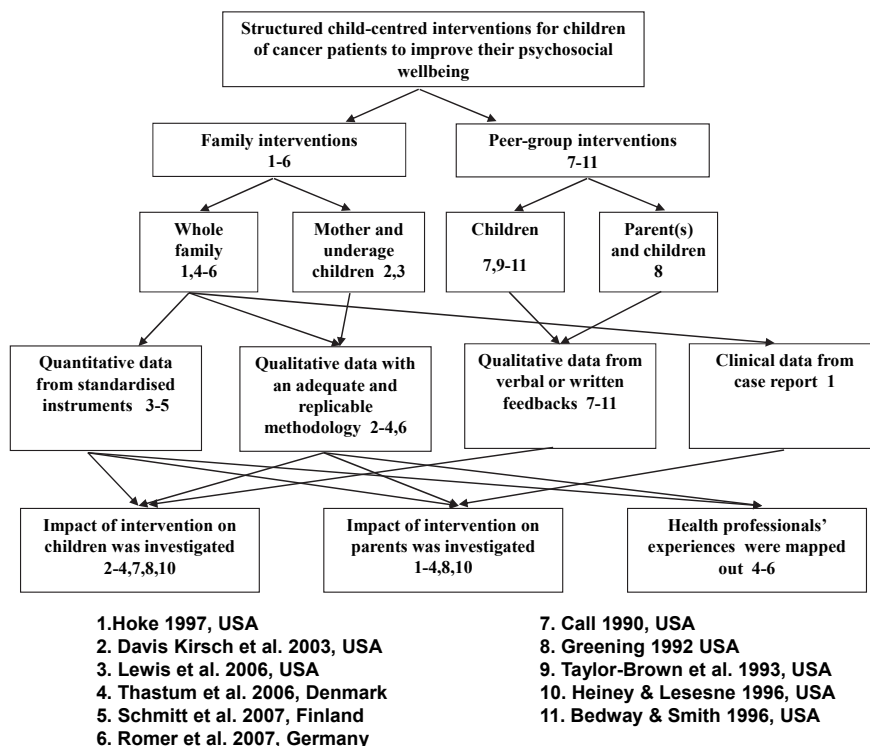 Structured child-centred interventions for children
of cancer patients to improve their psychosocial
wellbeing
Family interventions
1-6
Peer-group interventions
7-11
Whole
family
1,4-6
Mother and
underage
children 2,3
Children
7,9-11
Parent(s)
and children
8
Quantitative data
from standardised
instruments 3-5
Qualitative data with
an adequate and
replicable
methodology 2-4,6
Qualitative data from
verbal or written
feedbacks 7-11
Clinical data from
case report 1
Impact of intervention on
children was investigated
2-4,7,8,10
Impact of intervention on
parents was investigated
1-4,8,10
Health professionals'
experiences were mapped
out 4-6
1.Hoke 1997, USA
2. Davis Kirsch et al. 2003, USA
3. Lewis et al. 2006, USA
4. Thastum et al. 2006, Denmark
5. Schmitt et al. 2007, Finland
6. Romer et al. 2007, Germany
7. Call 1990, USA
8. Greening 1992 USA
9. Taylor-Brown et al. 1993, USA
10. Heiney & Lesesne 1996, USA
11. Bedway & Smith 1996, USA